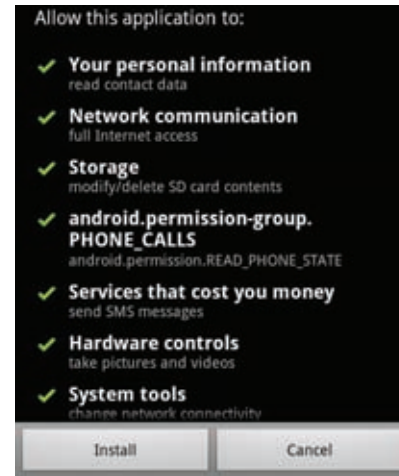 Allow this application to:
Your personal information
read contact data
Network communication
full Internet access
Storage
modify/delete SD card contents
android.permission-group.
PHONE_CALLS
android.permission.READ_PHONE_STATE
Services that cost you money
send SMS messages
Hardware controls
take pictures and videos
System tools
change network connectivity
Install
Cancel